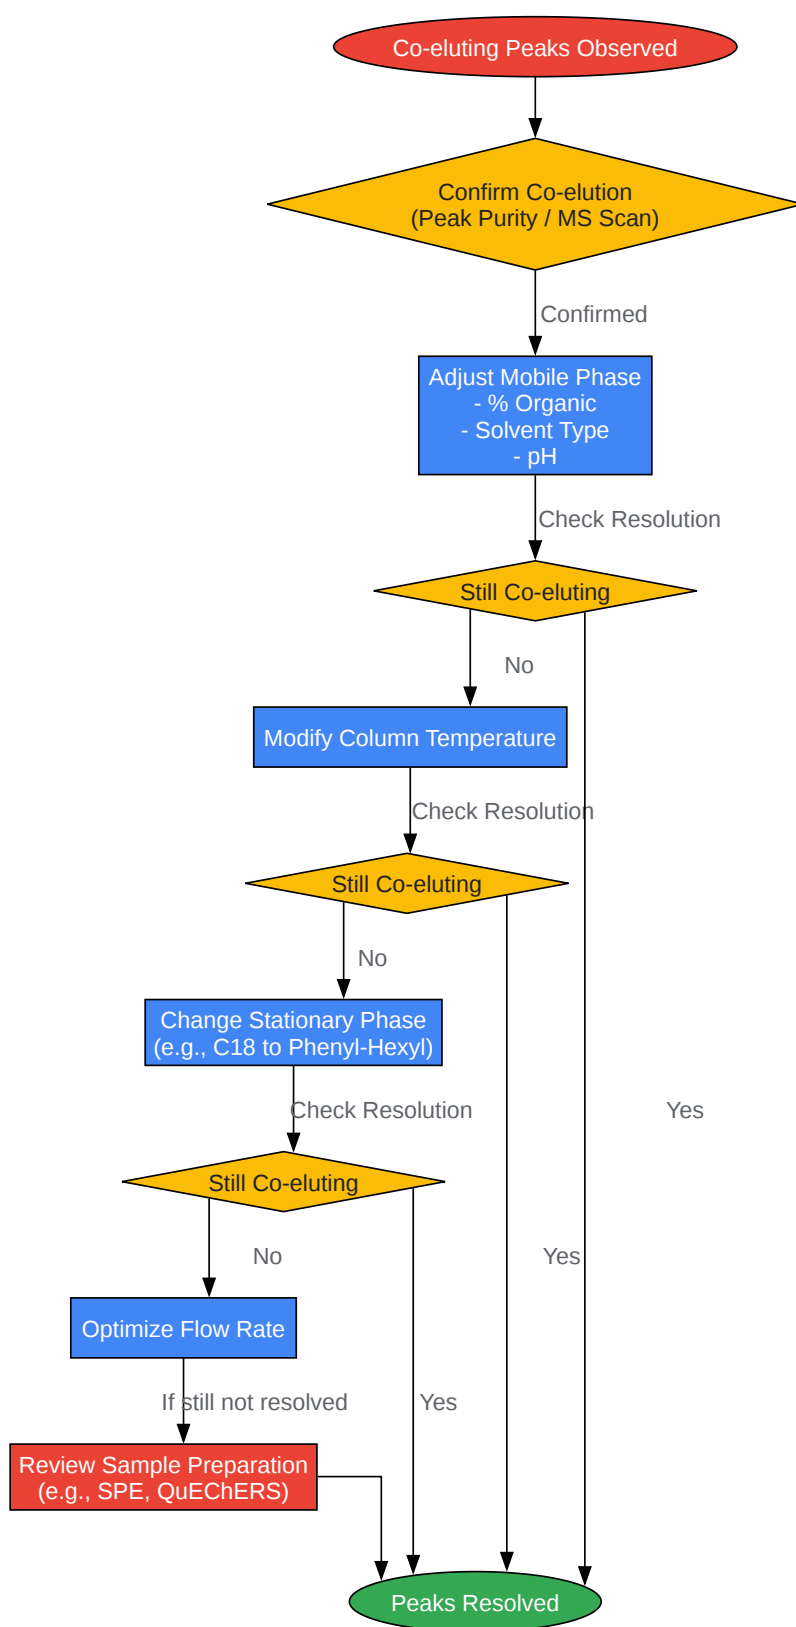 Co-eluting Peaks Observed
Confirm Co-elution
(Peak Purity / MS Scan)
Confirmed
Adjust Mobile Phase
- % Organic
- Solvent Type
- pH
Check Resolution
Still Co-eluting
No
Modify Column Temperature
Check Resolution
Still Co-eluting
No
Change Stationary Phase
(e.g., C18 to Phenyl-Hexyl)
Check Resolution
Yes
Still Co-eluting
No
Yes
Optimize Flow Rate
If still not resolved
Yes
Review Sample Preparation
(e.g., SPE, QuEChERS)
Peaks Resolved